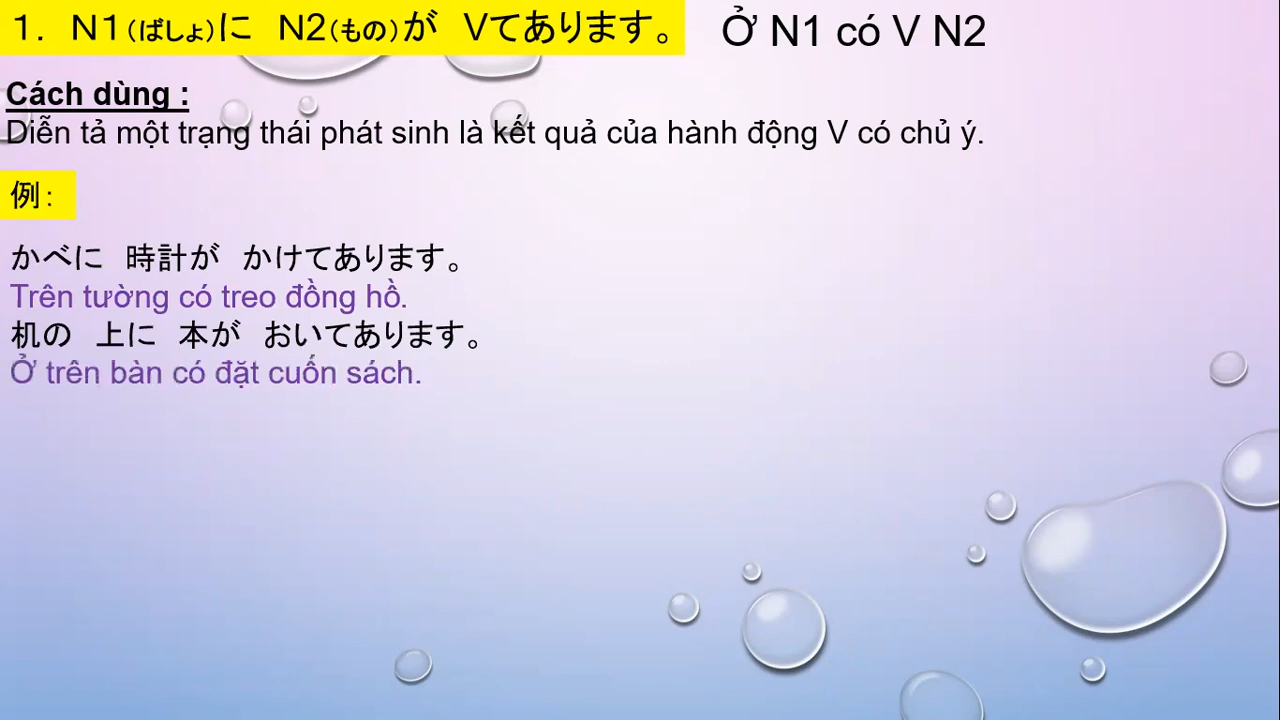 １． Ｎ１（ばしょ）に　Ｎ２（もの）が　Ｖてあります。　Ở N1 có V N2
Cách dùng :
Diễn tả một trạng thái phát sinh là kết quả của hành động V có chủ ý.
例：
かべに　時計が　かけてあります。
Trên tường có treo đồng hồ.
机の　上に　本が　おいてあります。
Ở trên bàn có đặt cuốn sách.